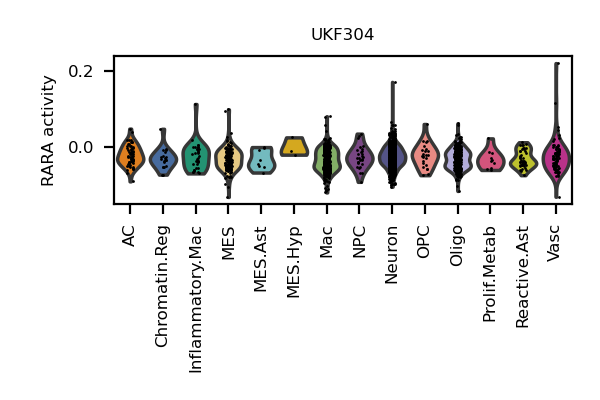 UKF304
RARA activity
0.2
0.0
AC
Chromatin.Reg
Inflammatory.Mac
MES
MES.Ast
MES.Hyp
Mac
NPC
Neuron
OPC
Oligo
Prolif.Metab
Reactive.Ast
Vasc